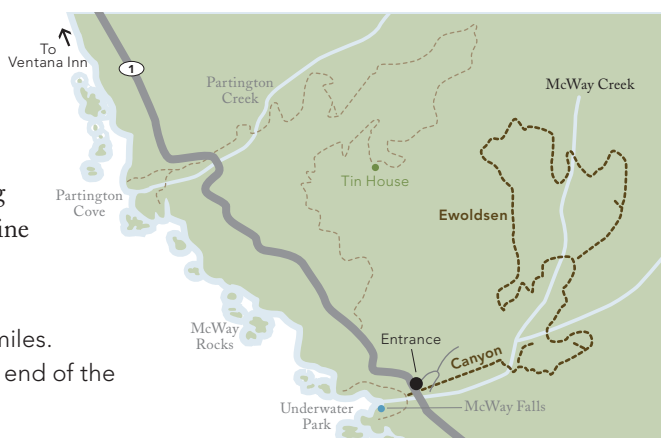 To
Ventana Inn
1
Partington
Creek
McWay Creek
Tin House
Partington
Cove
Ewoldsen
g
ine
McWay
Rocks
miles.
end of the
Entrance
Canyon
Underwater
Park
McWay Falls